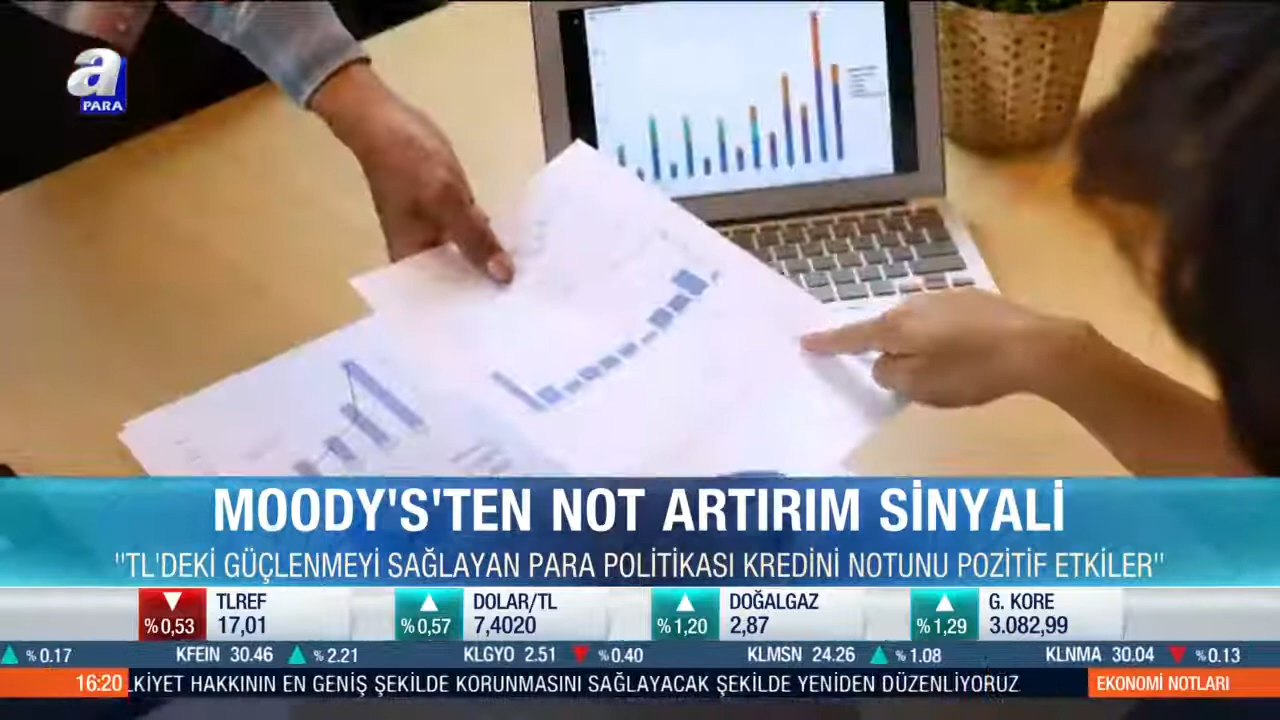 a
PARA
MOODY'S'TEN NOT ARTIRIM SİNYALİ
"TL'DEKİ GÜÇLENMEYİ SAĞLAYAN PARA POLİTİKASI KREDİNİ NOTUNU POZİTİF ETKİLER"
%0,53 TLREF 17,01
%0,57 DOLAR/TL 7,4020
%1,20 DOĞALGAZ 2,87
%1,29 G. KORE 3.082,99
%0.17 KFEIN 30.46 %2.21 KLGYO 2.51 %0.40 KLMSN 24.26 %1.08 KLNMA 30.04 %0.13
16:20 LKİYET HAKKININ EN GENİŞ ŞEKİLDE KORUNMASINI SAĞLAYACAK ŞEKİLDE YENİDEN DÜZENLİYORUZ EKONOMİ NOTLARI